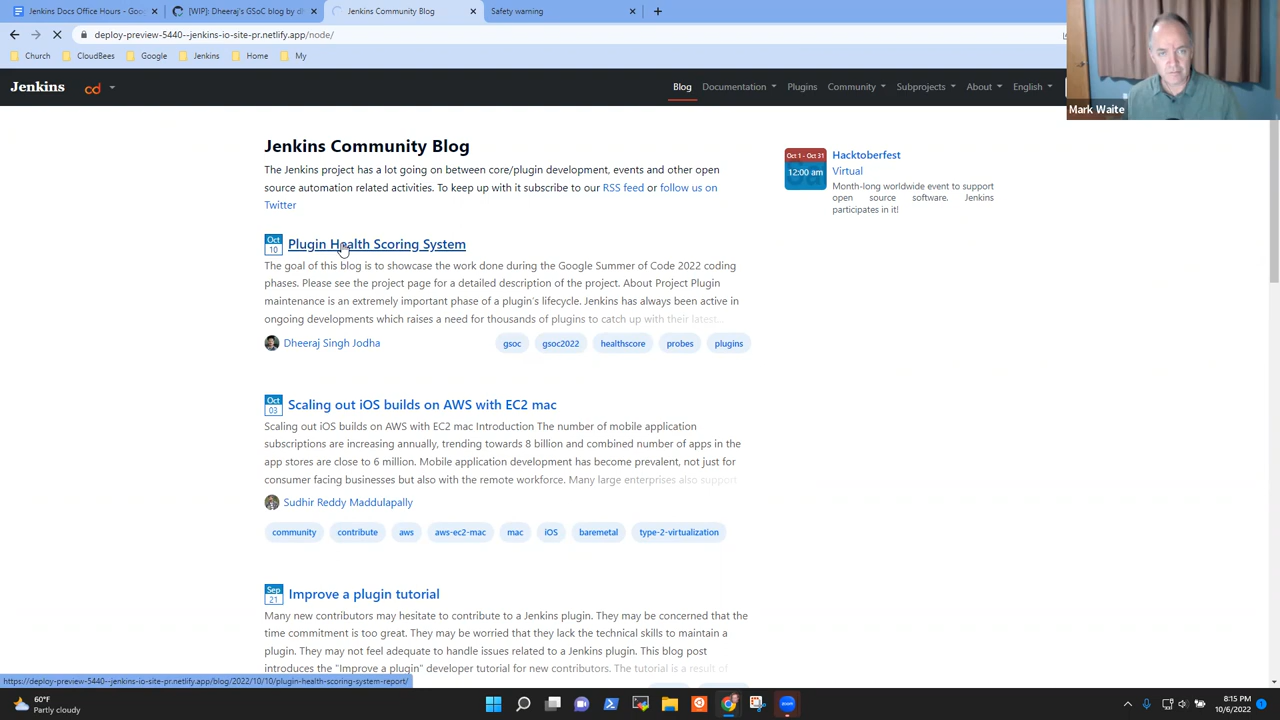 Jenkins Docs Office Hours - Goo
[WIP]: Dheeraj's GSoC blog by dh
Jenkins Community Blog
Safety warning
deploy-preview-5440--jenkins-io-site-pr.netlify.app/node/
Church
CloudBees
Google
Jenkins
Home
My
Jenkins
cd
Blog
Documentation
Plugins
Community
Subprojects
About
English
Mark Waite
Jenkins Community Blog
The Jenkins project has a lot going on between core/plugin development, events and other open
source automation related activities. To keep up with it subscribe to our RSS feed or follow us on
Twitter
Oct 1 - Oct 31
12:00 am
Hacktoberfest
Virtual
Month-long worldwide event to support
open source software. Jenkins
participates in it!
Oct
10
Plugin Health Scoring System
The goal of this blog is to showcase the work done during the Google Summer of Code 2022 coding
phases. Please see the project page for a detailed description of the project. About Project Plugin
maintenance is an extremely important phase of a plugin's lifecycle. Jenkins has always been active in
ongoing developments which raises a need for thousands of plugins to catch up with their latest...
Dheeraj Singh Jodha
gsoc
gsoc2022
healthscore
probes
plugins
Oct
03
Scaling out iOS builds on AWS with EC2 mac
Scaling out iOS builds on AWS with EC2 mac Introduction The number of mobile application
subscriptions are increasing annually, trending towards 8 billion and combined number of apps in the
app stores are close to 6 million. Mobile application development has become prevalent, not just for
consumer facing businesses but also with the remote workforce. Many large enterprises also support
Sudhir Reddy Maddulapally
community
contribute
aws
aws-ec2-mac
mac
iOS
baremetal
type-2-virtualization
Sep
21
Improve a plugin tutorial
Many new contributors may hesitate to contribute to a Jenkins plugin. They may be concerned that the
time commitment is too great. They may be worried that they lack the technical skills to maintain a
plugin. They may not feel adequate to handle issues related to a Jenkins plugin. This blog post
introduces the "Improve a plugin" developer tutorial for new contributors. The tutorial is a result of
https://deploy-preview-5440--jenkins-io-site-pr.netlify.app/blog/2022/10/10/plugin-health-scoring-system-report/
60°F
Partly cloudy
8:15 PM
10/6/2022